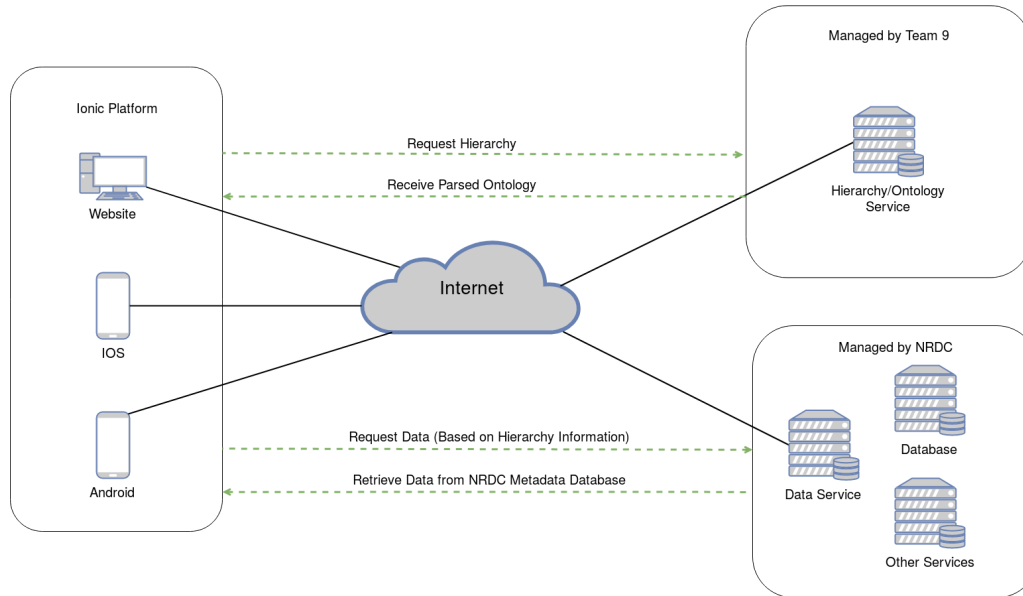 Managed by Team 9
Ionic Platform
Request Hierarchy
Receive Parsed Ontology
Hierarchy/Ontology
Service
Website
Internet
IOS
Managed by NRDC
Request Data (Based on Hierarchy Information)
Database
Retrieve Data from NRDC Metadata Database
Android
Data Service
Other Services